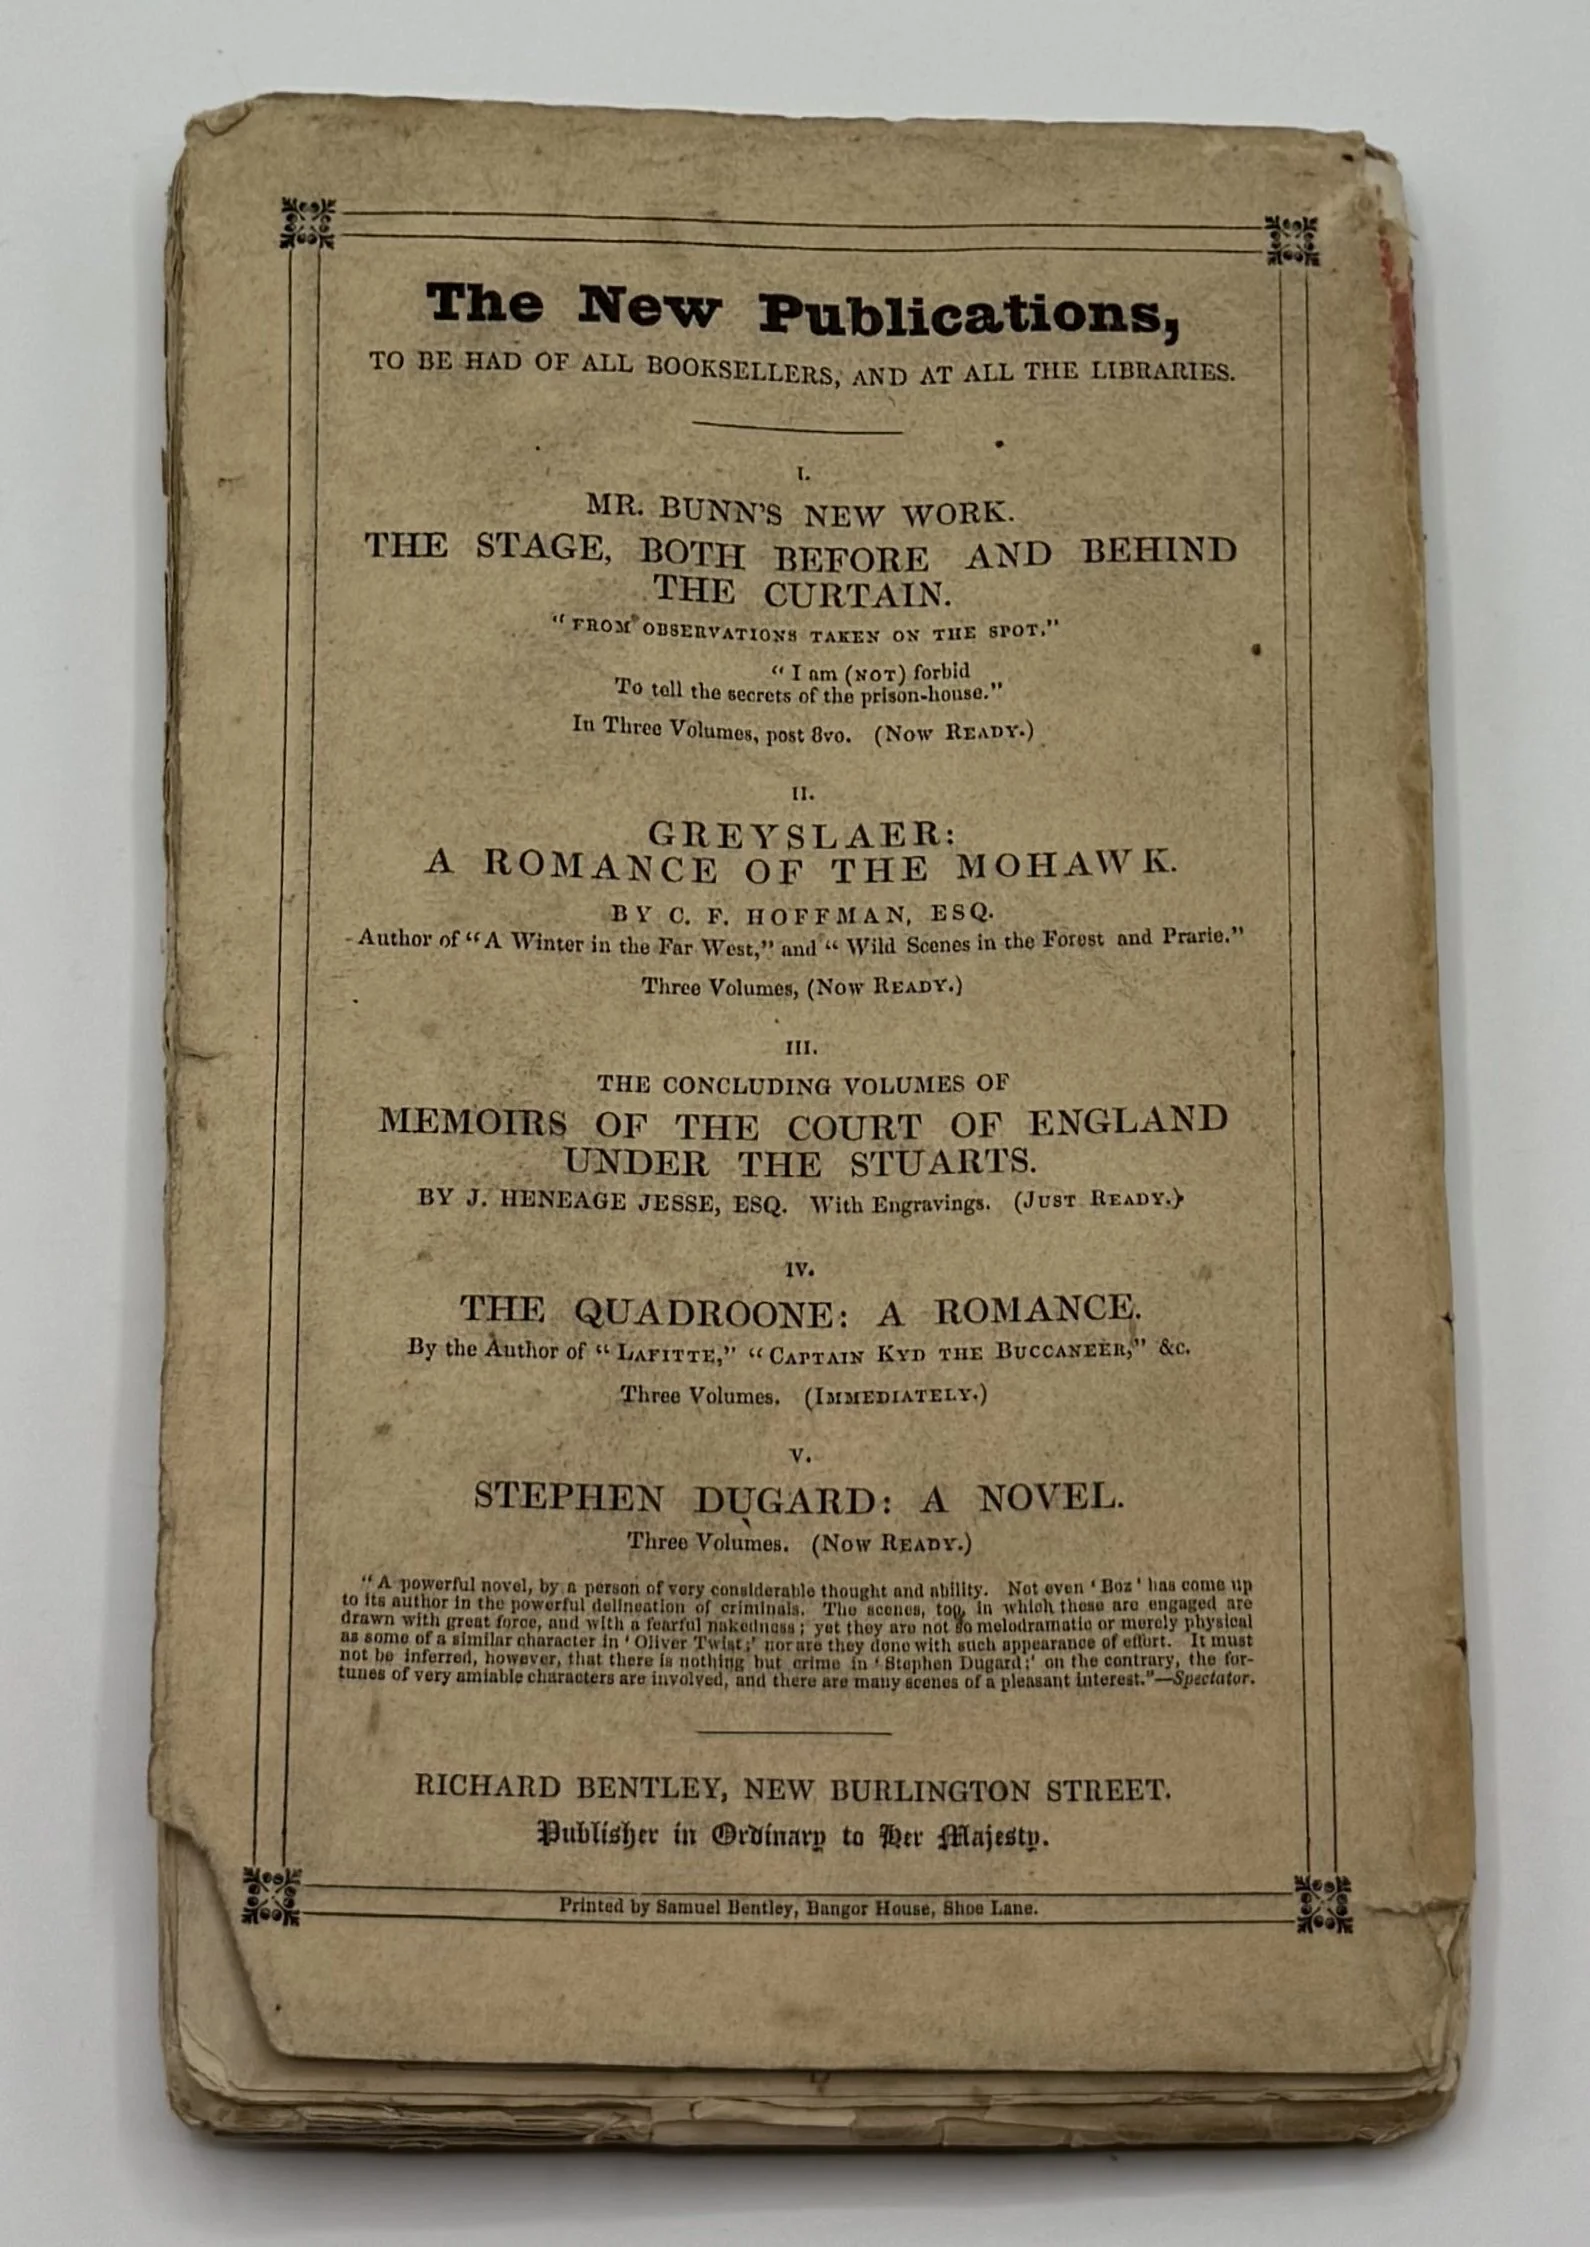 The New Publications,
TO BE HAD OF ALL BOOKSELLERS, AND AT ALL THE LIBRARIES.
I.
MR. BUNN'S NEW WORK.
THE STAGE, BOTH BEFORE AND BEHIND
THE CURTAIN.
"FROM OBSERVATIONS TAKEN ON THE SPOT."
"I am (NOT) forbid
To tell the secrets of the prison-house."
In Three Volumes, post 8vo. (Now READY.)
II.
GREYSLAER:
A ROMANCE OF THE MOHAWK.
BY C. F. HOFFMAN, ESQ.
Author of "A Winter in the Far West," and "Wild Scenes in the Forest and Prarie."
Three Volumes, (Now READY.)
III.
THE CONCLUDING VOLUMES OF
MEMOIRS OF THE COURT OF ENGLAND
UNDER THE STUARTS.
BY J. HENEAGE JESSE, ESQ. With Engravings. (JUST READY.)
IV.
THE QUADROONE: A ROMANCE.
By the Author of "LAFITTE," "CAPTAIN KYD THE BUCCANEER," &c.
Three Volumes. (IMMEDIATELY.)
V.
STEPHEN DUGARD: A NOVEL.
Three Volumes. (Now READY.)
"A powerful novel, by a person of very considerable thought and ability. Not even 'Boz' has come up
to its author in the powerful delineation of criminals. The scenes, too, in which these are engaged are
drawn with great force, and with a fearful nakedness; yet they are not so melodramatic or merely physical
as some of a similar character in 'Oliver Twist;' nor are they done with such appearance of effort. It must
not be inferred, however, that there is nothing but crime in 'Stephen Dugard;' on the contrary, the for-
tunes of very amiable characters are involved, and there are many scenes of a pleasant interest."—Spectator.
RICHARD BENTLEY, NEW BURLINGTON STREET.
Publisher in Ordinary to Her Majesty.
Printed by Samuel Bentley, Bangor House, Shoe Lane.